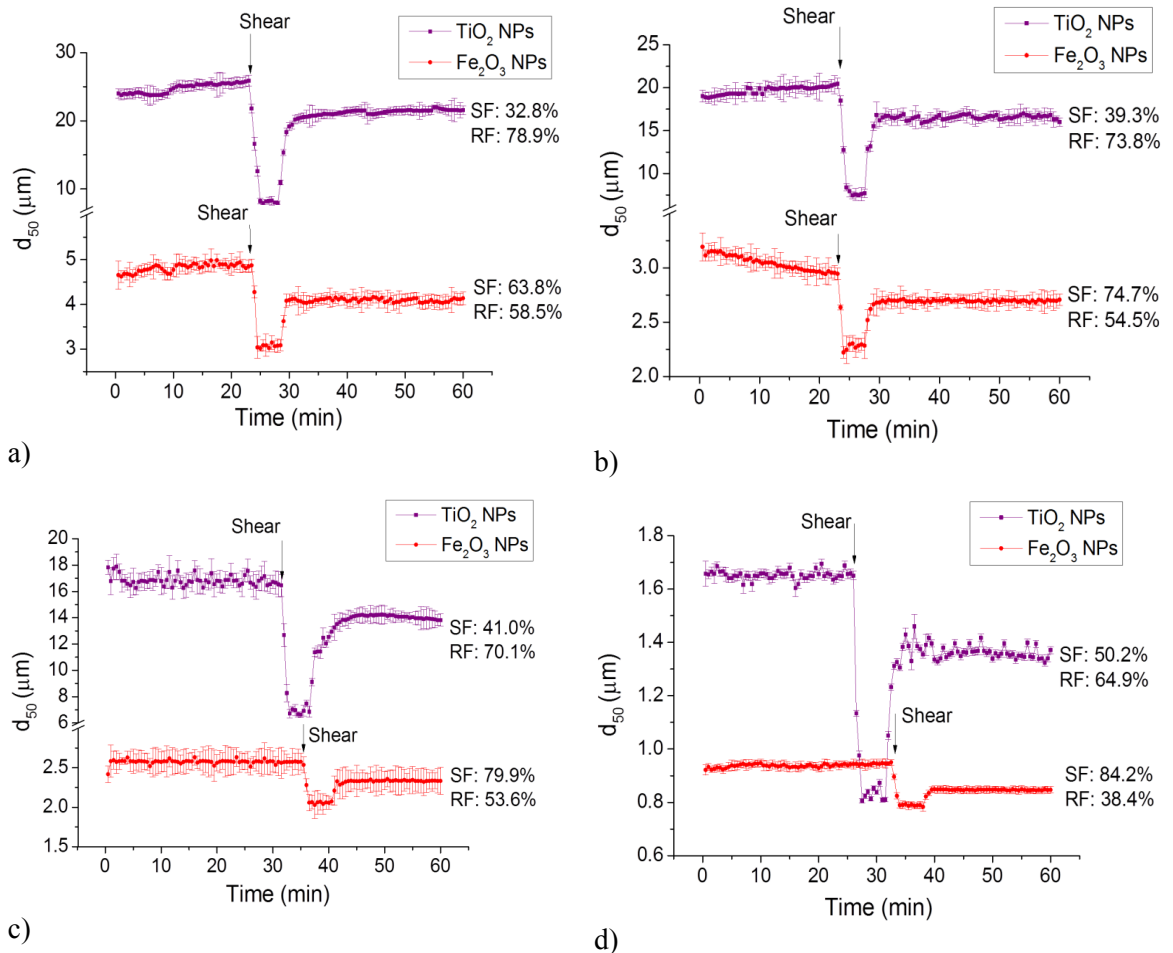 Shear
TiO2 NPs
Fe2O3 NPs
30
20
10
5
4
3
d50 (μm)
SF: 32.8%
RF: 78.9%
Shear
SF: 63.8%
RF: 58.5%
0 10 20 30 40 50 60
Time (min)
a)
Shear
TiO2 NPs
Fe2O3 NPs
25
20
15
10
5
3.0
2.5
2.0
d50 (μm)
SF: 39.3%
RF: 73.8%
Shear
SF: 74.7%
RF: 54.5%
0 10 20 30 40 50 60
Time (min)
b)
Shear
TiO2 NPs
Fe2O3 NPs
20
18
16
14
12
10
8
6
2.5
2.0
1.5
d50 (μm)
SF: 41.0%
RF: 70.1%
Shear
SF: 79.9%
RF: 53.6%
0 10 20 30 40 50 60
Time (min)
c)
Shear
TiO2 NPs
Fe2O3 NPs
1.8
1.6
1.4
1.2
1.0
0.8
0.6
d50 (μm)
SF: 50.2%
RF: 64.9%
Shear
SF: 84.2%
RF: 38.4%
0 10 20 30 40 50 60
Time (min)
d)